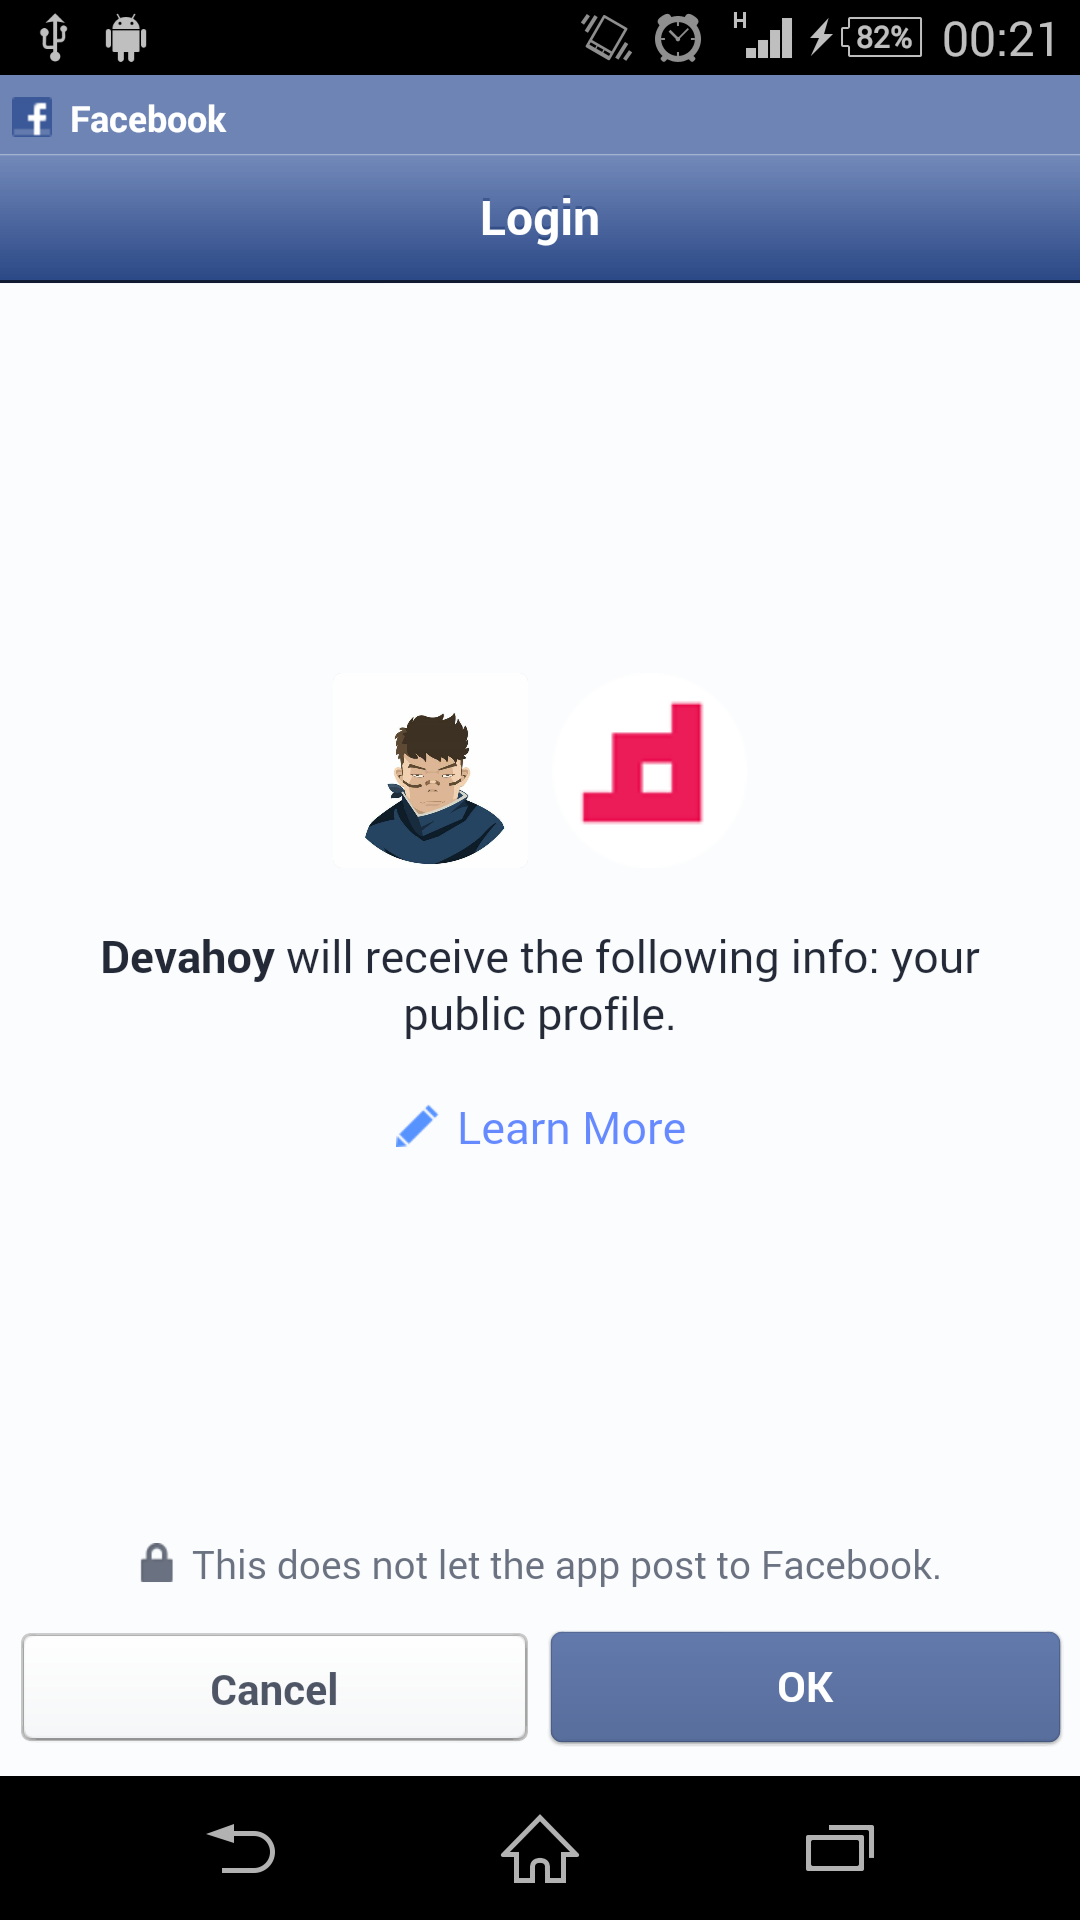 H 82% 00:21
Facebook
Login
Devahoy will receive the following info: your
public profile.
Learn More
This does not let the app post to Facebook.
Cancel OK